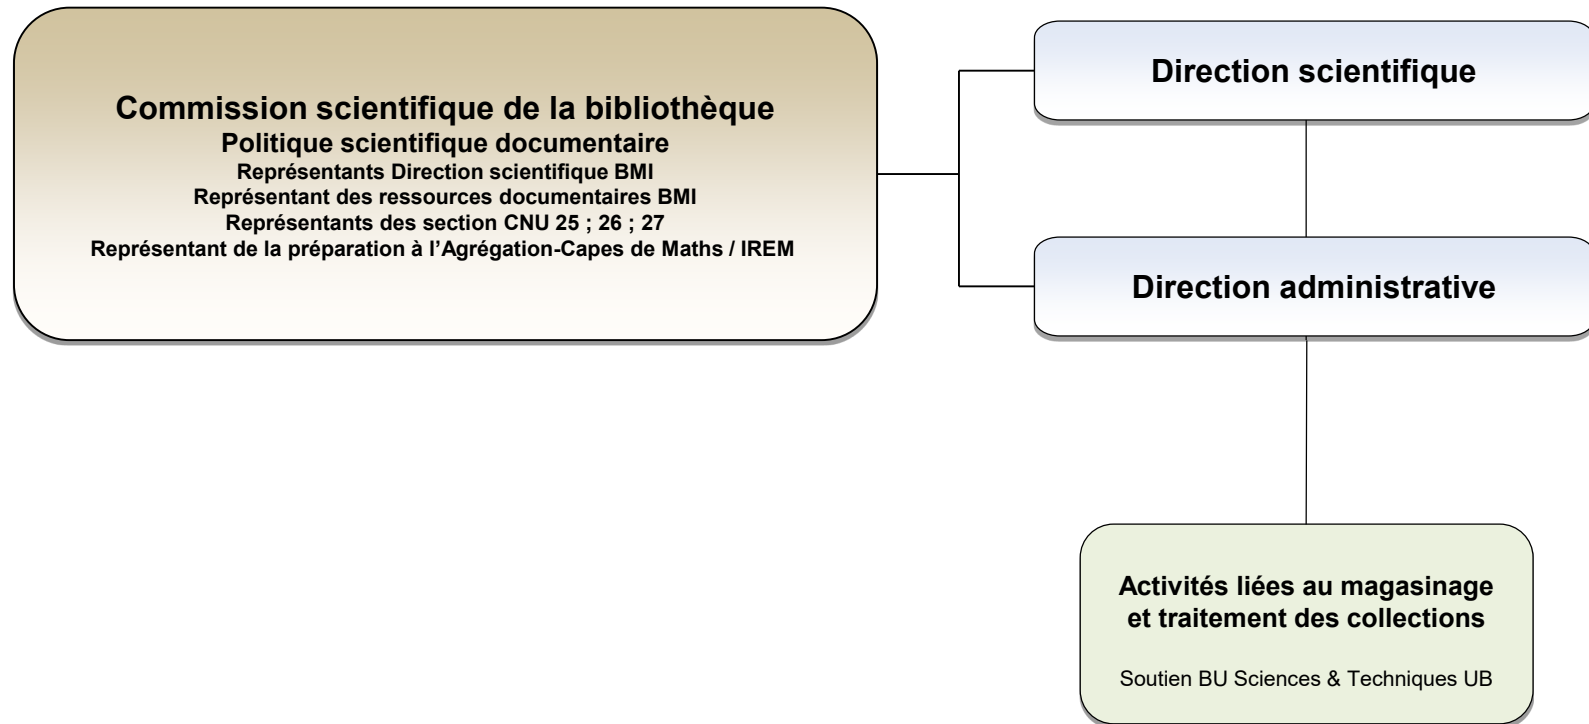 Commission scientifique de la bibliothèque
Politique scientifique documentaire
Représentants Direction scientifique BMI
Représentant des ressources documentaires BMI
Représentants des section CNU 25 ; 26 ; 27
Représentant de la préparation à l'Agrégation-Capes de Maths / IREM
Direction scientifique
Direction administrative
Activités liées au magasinage
et traitement des collections
Soutien BU Sciences & Techniques UB